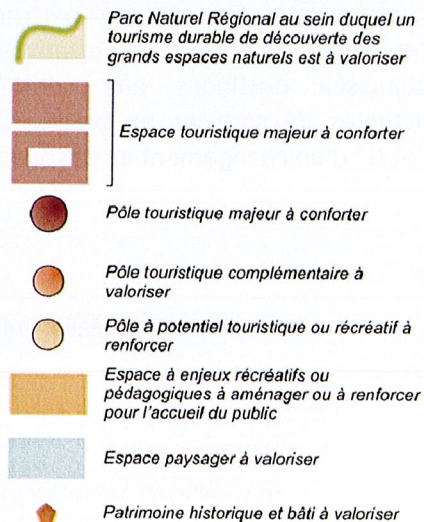 Parc Naturel Régional au sein duquel un
tourisme durable de découverte des
grands espaces naturels est à valoriser
Espace touristique majeur à conforter
Pôle touristique majeur à conforter
Pôle touristique complémentaire à
valoriser
Pôle à potentiel touristique ou récréatif à
renforcer
Espace à enjeux récréatifs ou
pédagogiques à aménager ou à renforcer
pour l'accueil du public
Espace paysager à valoriser
Patrimoine historique et bâti à valoriser